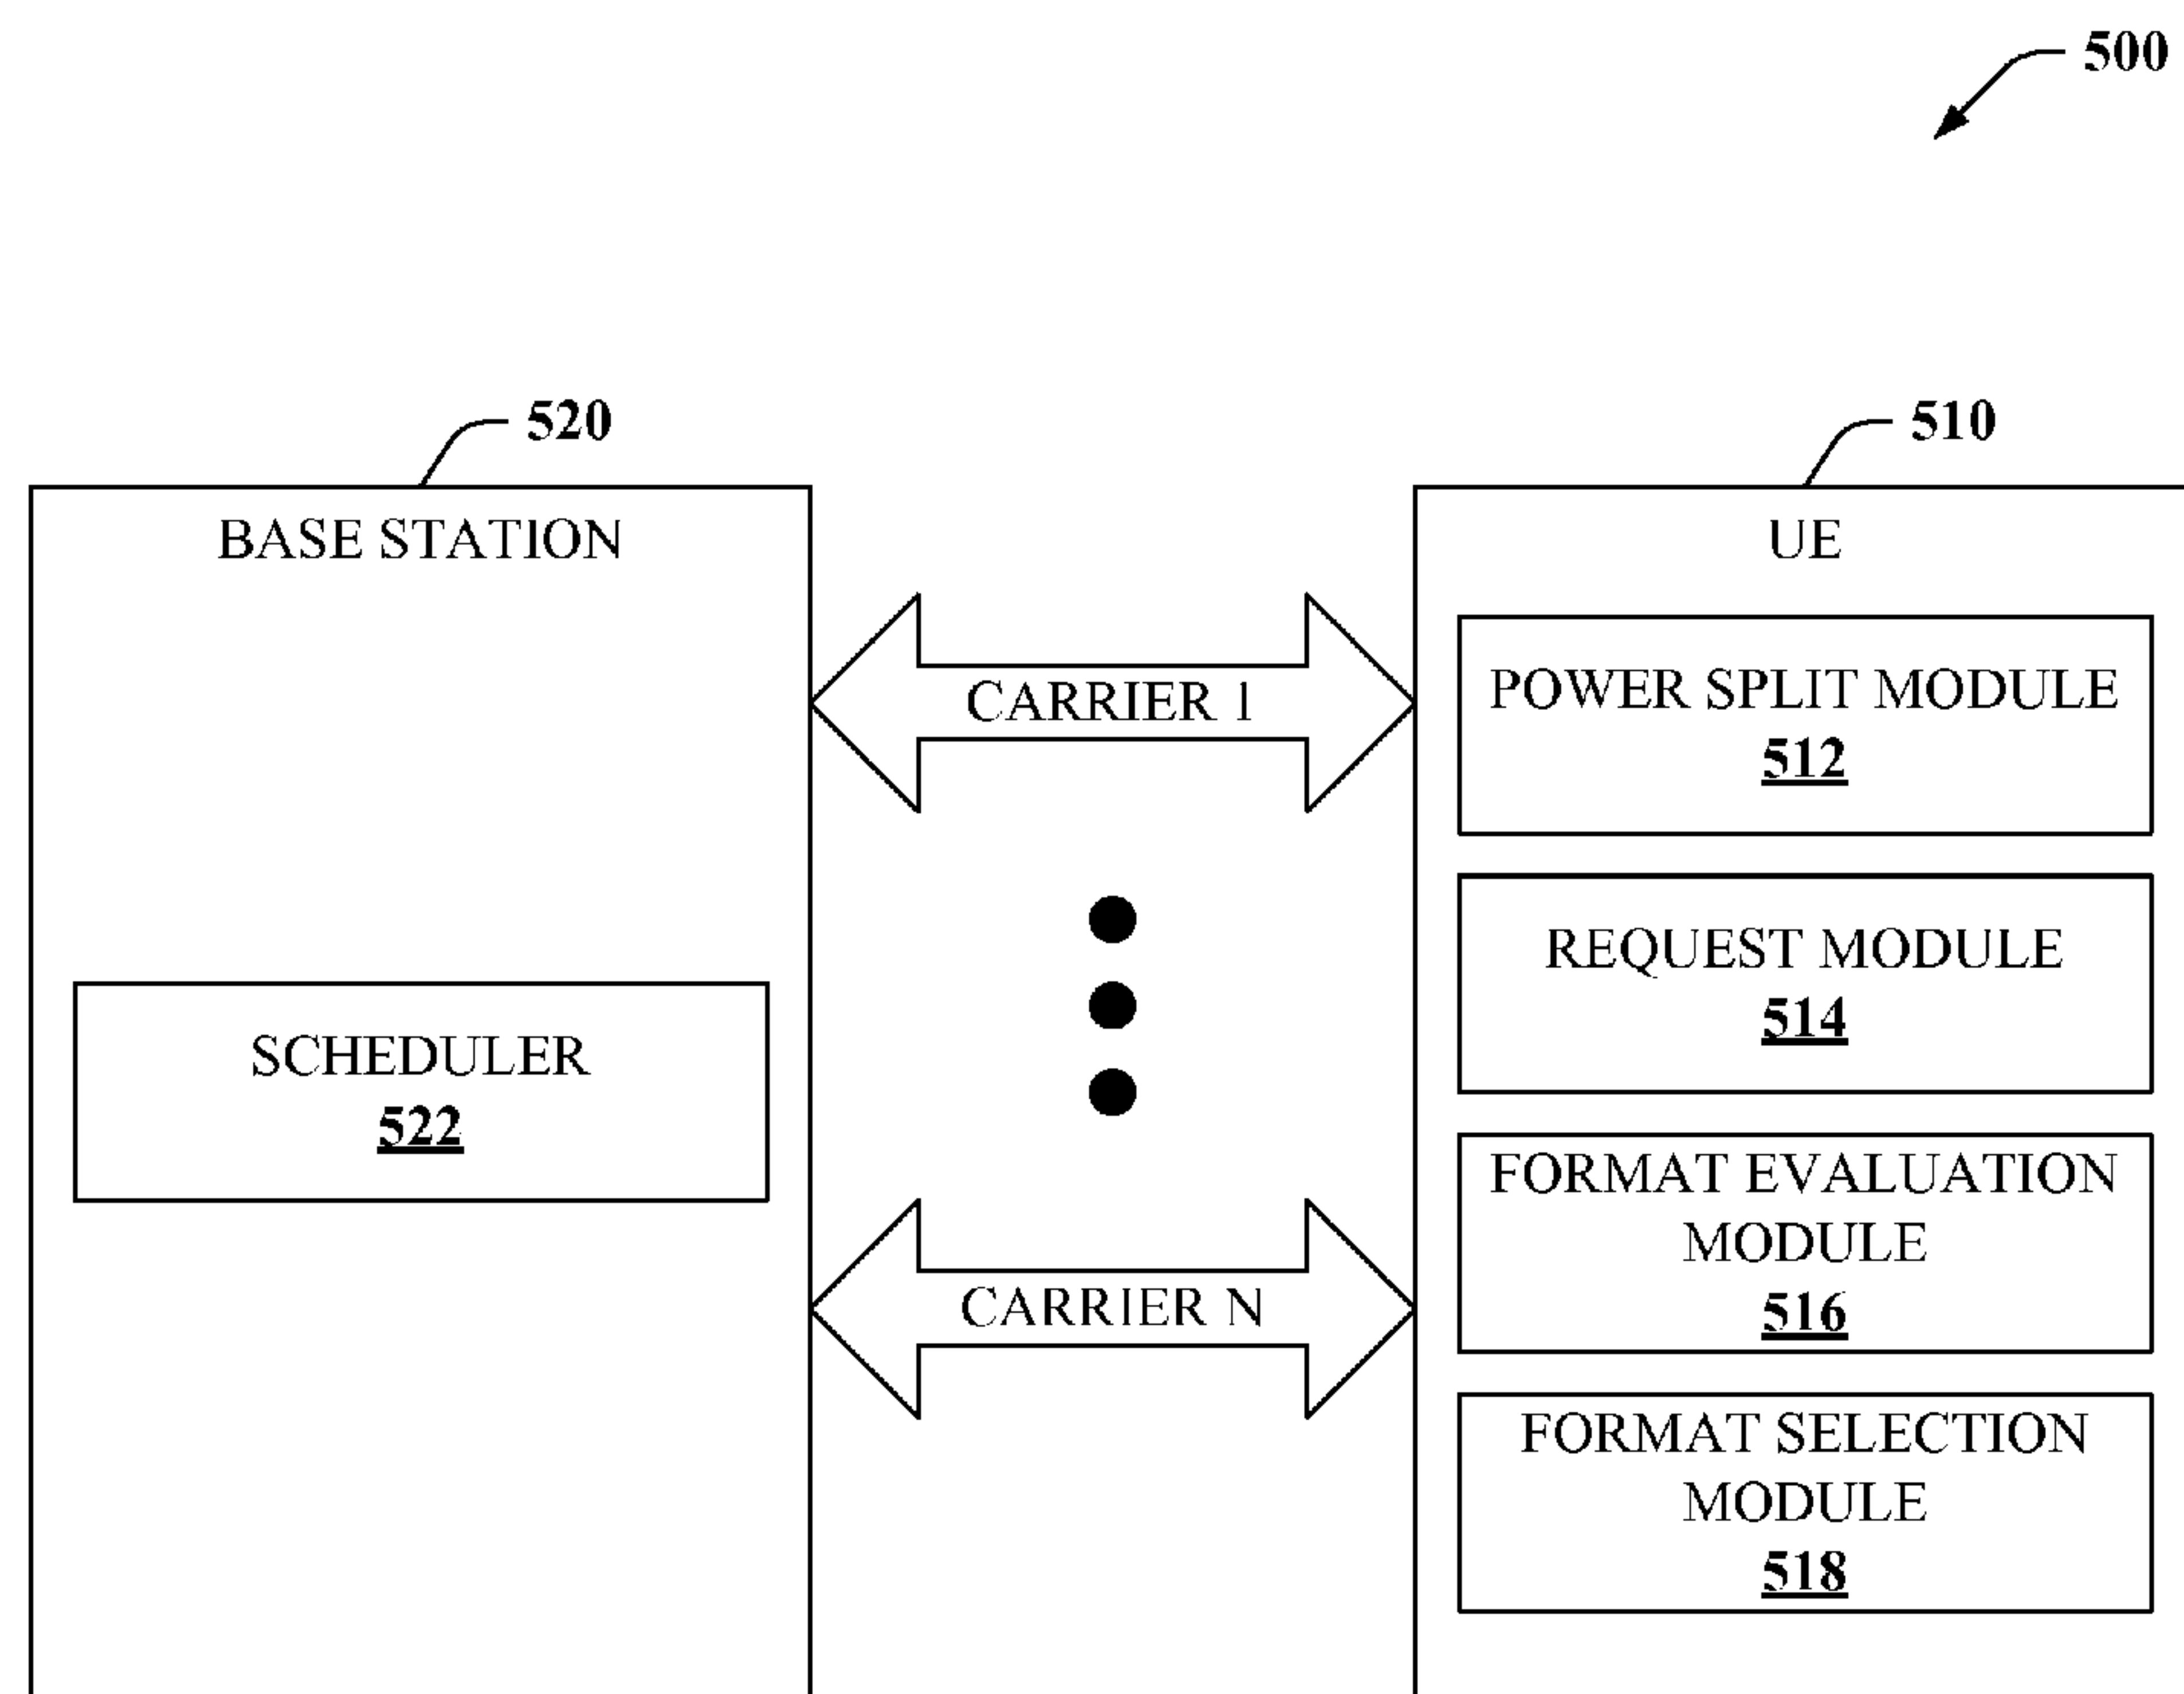 500
520
510
BASE STATION
UE
CARRIER 1
POWER SPLIT MODULE
512
REQUEST MODULE
514
SCHEDULER
522
FORMAT EVALUATION
MODULE
516
CARRIER N
FORMAT SELECTION
MODULE
518